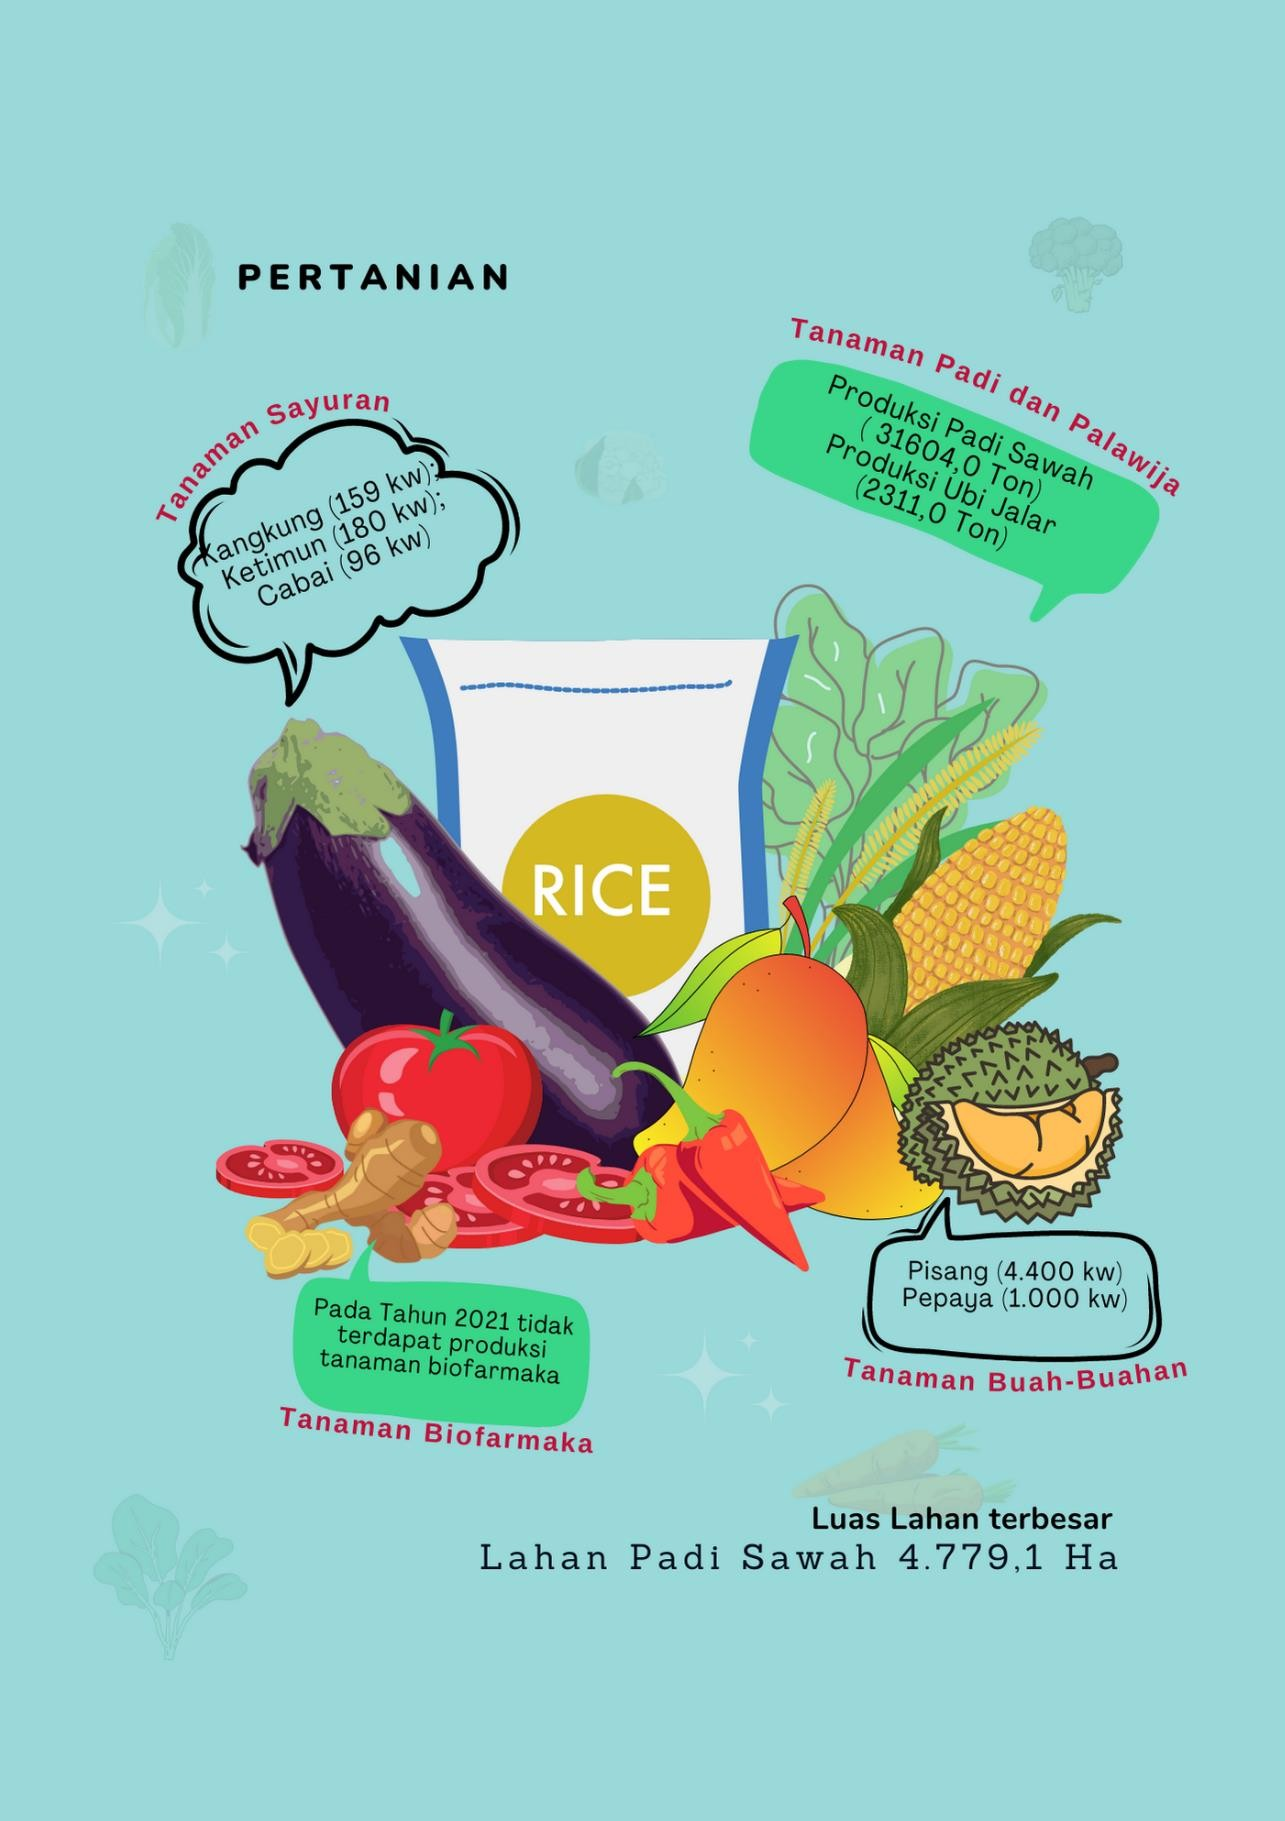 PERTANIAN
Tanaman Padi dan Palawija
Produksi Padi Sawah
( 31604,0 Ton)
Produksi Ubi Jalar
(2311,0 Ton)
Tanaman Sayuran
Kangkung (159 kw);
Ketimun (180 kw);
Cabai (96 kw)
RICE
Pisang (4.400 kw)
Pepaya (1.000 kw)
Tanaman Buah-Buahan
Pada Tahun 2021 tidak
terdapat produksi
tanaman biofarmaka
Tanaman Biofarmaka
Luas Lahan terbesar
Lahan Padi Sawah 4.779,1 Ha